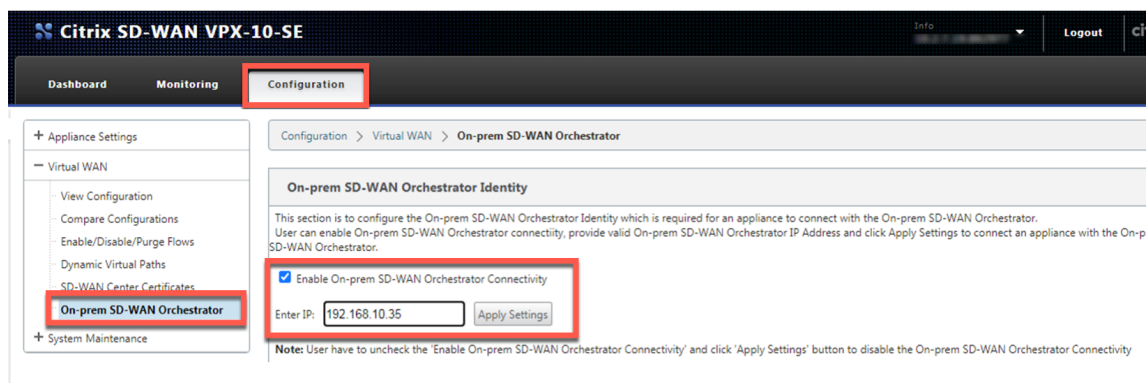 Citrix SD-WAN VPX-10-SE
Info
Logout
ci
Dashboard
Monitoring
Configuration
+ Appliance Settings
− Virtual WAN
View Configuration
Compare Configurations
Enable/Disable/Purge Flows
Dynamic Virtual Paths
SD-WAN Center Certificates
On-prem SD-WAN Orchestrator
+ System Maintenance
Configuration > Virtual WAN > On-prem SD-WAN Orchestrator
On-prem SD-WAN Orchestrator Identity
This section is to configure the On-prem SD-WAN Orchestrator Identity which is required for an appliance to connect with the On-prem SD-WAN Orchestrator.
User can enable On-prem SD-WAN Orchestrator connectiity, provide valid On-prem SD-WAN Orchestrator IP Address and click Apply Settings to connect an appliance with the On-p
SD-WAN Orchestrator.
Enable On-prem SD-WAN Orchestrator Connectivity
Enter IP: 192.168.10.35 Apply Settings
Note: User have to uncheck the 'Enable On-prem SD-WAN Orchestrator Connectivity' and click 'Apply Settings' button to disable the On-prem SD-WAN Orchestrator Connectivity